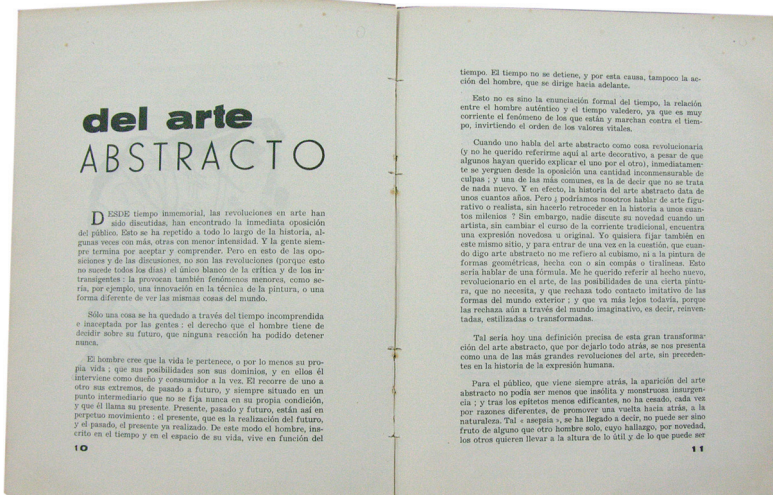 del arte
ABSTRACTO
DESDE tiempo inmemorial, las revoluciones en arte han
sido discutidas, han encontrado la inmediata oposición
del público. Esto se ha repetido a todo lo largo de la historia, al-
gunas veces con más, otras con menor intensidad. Y la gente siem-
pre termina por aceptar y comprender. Pero en esto de las opo-
siciones y de las discusiones, no son las revoluciones (porque esto
no sucede todos los días) el único blanco de la crítica y de los in-
transigentes : la provocan también fenómenos menores, como se-
ría, por ejemplo, una innovación en la técnica de la pintura, o una
forma diferente de ver las mismas cosas del mundo.
Sólo una cosa se ha quedado a través del tiempo incomprendida
e inaceptada por las gentes : el derecho que el hombre tiene de
decidir sobre su futuro, que ninguna reacción ha podido detener
nunca.
El hombre cree que la vida le pertenece, o por lo menos su pro-
pia vida ; que sus posibilidades son sus dominios, y en ellos él
interviene como dueño y consumidor a la vez. El recorre de uno a
otro sus extremos, de pasado a futuro, y siempre situado en un
punto intermediario que no se fija nunca en su propia condición,
y que él llama su presente. Presente, pasado y futuro, están así en
perpetuo movimiento : el presente, que es la realización del futuro,
y el pasado, el presente ya realizado. De este modo el hombre, ins-
crito en el tiempo y en el espacio de su vida, vive en función del
10
tiempo. El tiempo no se detiene, y por esta causa, tampoco la ac-
ción del hombre, que se dirige hacia adelante.
Esto no es sino la enunciación formal del tiempo, la relación
entre el hombre auténtico y el tiempo valedero, ya que es muy
corriente el fenómeno de los que están y marchan contra el tiem-
po, invirtiendo el orden de los valores vitales.
Cuando uno habla del arte abstracto como cosa revolucionaria
(y no he querido referirme aquí al arte decorativo, a pesar de que
algunos hayan querido explicar el uno por el otro), inmediatamen-
te se yerguen desde la oposición una cantidad inconmensurable de
culpas ; y una de las más comunes, es la de decir que no se trata
de nada nuevo. Y en efecto, la historia del arte abstracto data de
unos cuantos años. Pero ¿ podríamos nosotros hablar de arte figu-
rativo o realista, sin hacerlo retroceder en la historia a unos cuan-
tos milenios ? Sin embargo, nadie discute su novedad cuando un
artista, sin cambiar el curso de la corriente tradicional, encuentra
una expresión novedosa u original. Yo quisiera fijar también en
este mismo sitio, y para entrar de una vez en la cuestión, que cuan-
do digo arte abstracto no me refiero al cubismo, ni a la pintura de
formas geométricas, hecha con o sin compás o tiralíneas. Esto
sería hablar de una fórmula. Me he querido referir al hecho nuevo,
revolucionario en el arte, de las posibilidades de una cierta pintu-
ra, que no necesita, y que rechaza todo contacto imitativo de las
formas del mundo exterior ; y que va más lejos todavía, porque
las rechaza aún a través del mundo imaginativo, es decir, reinven-
tadas, estilizadas o transformadas.
Tal sería hoy una definición precisa de esta gran transforma-
ción del arte abstracto, que por dejarlo todo atrás, se nos presenta
como una de las más grandes revoluciones del arte, sin preceden-
tes en la historia de la expresión humana.
Para el público, que viene siempre atrás, la aparición del arte
abstracto no podía ser menos que insólita y monstruosa insurgen-
cia ; y tras los epítetos menos edificantes, no ha cesado, cada vez
por razones diferentes, de promover una vuelta hacia atrás, a la
naturaleza. Tal « asepsia », se ha llegado a decir, no puede ser sino
fruto de alguno que otro hombre solo, cuyo hallazgo, por novedad,
los otros quieren llevar a la altura de lo útil y de lo que puede ser
11